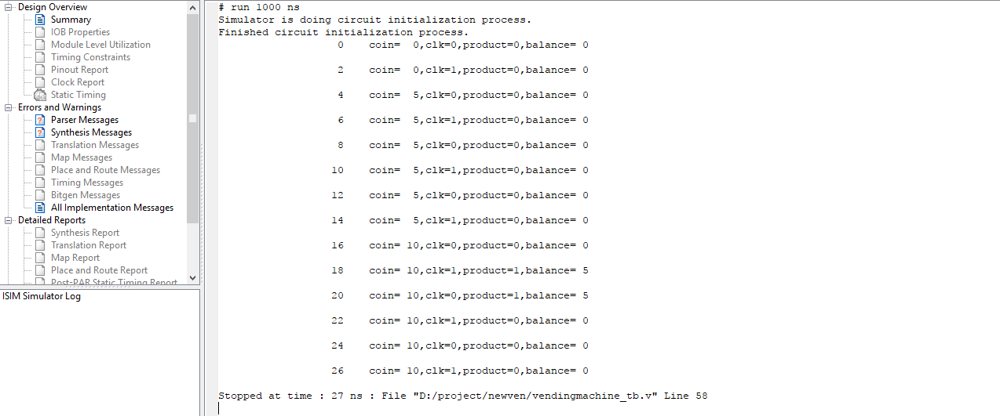 Design Overview
Summary
IOB Properties
Module Level Utilization
Timing Constraints
Pinout Report
Clock Report
Static Timing
Errors and Warnings
Parser Messages
Synthesis Messages
Translation Messages
Map Messages
Place and Route Messages
Timing Messages
Bitgen Messages
All Implementation Messages
Detailed Reports
Synthesis Report
Translation Report
Map Report
Place and Route Report
Post-PAR Static Timing Report
ISIM Simulator Log
# run 1000 ns
Simulator is doing circuit initialization process.
Finished circuit initialization process.
0    coin=  0,clk=0,product=0,balance= 0
2    coin=  0,clk=1,product=0,balance= 0
4    coin=  5,clk=0,product=0,balance= 0
6    coin=  5,clk=1,product=0,balance= 0
8    coin=  5,clk=0,product=0,balance= 0
10    coin=  5,clk=1,product=0,balance= 0
12    coin=  5,clk=0,product=0,balance= 0
14    coin=  5,clk=1,product=0,balance= 0
16    coin= 10,clk=0,product=0,balance= 0
18    coin= 10,clk=1,product=1,balance= 5
20    coin= 10,clk=0,product=1,balance= 5
22    coin= 10,clk=1,product=0,balance= 0
24    coin= 10,clk=0,product=0,balance= 0
26    coin= 10,clk=1,product=0,balance= 0
Stopped at time : 27 ns : File "D:/project/newven/vendingmachine_tb.v" Line 58